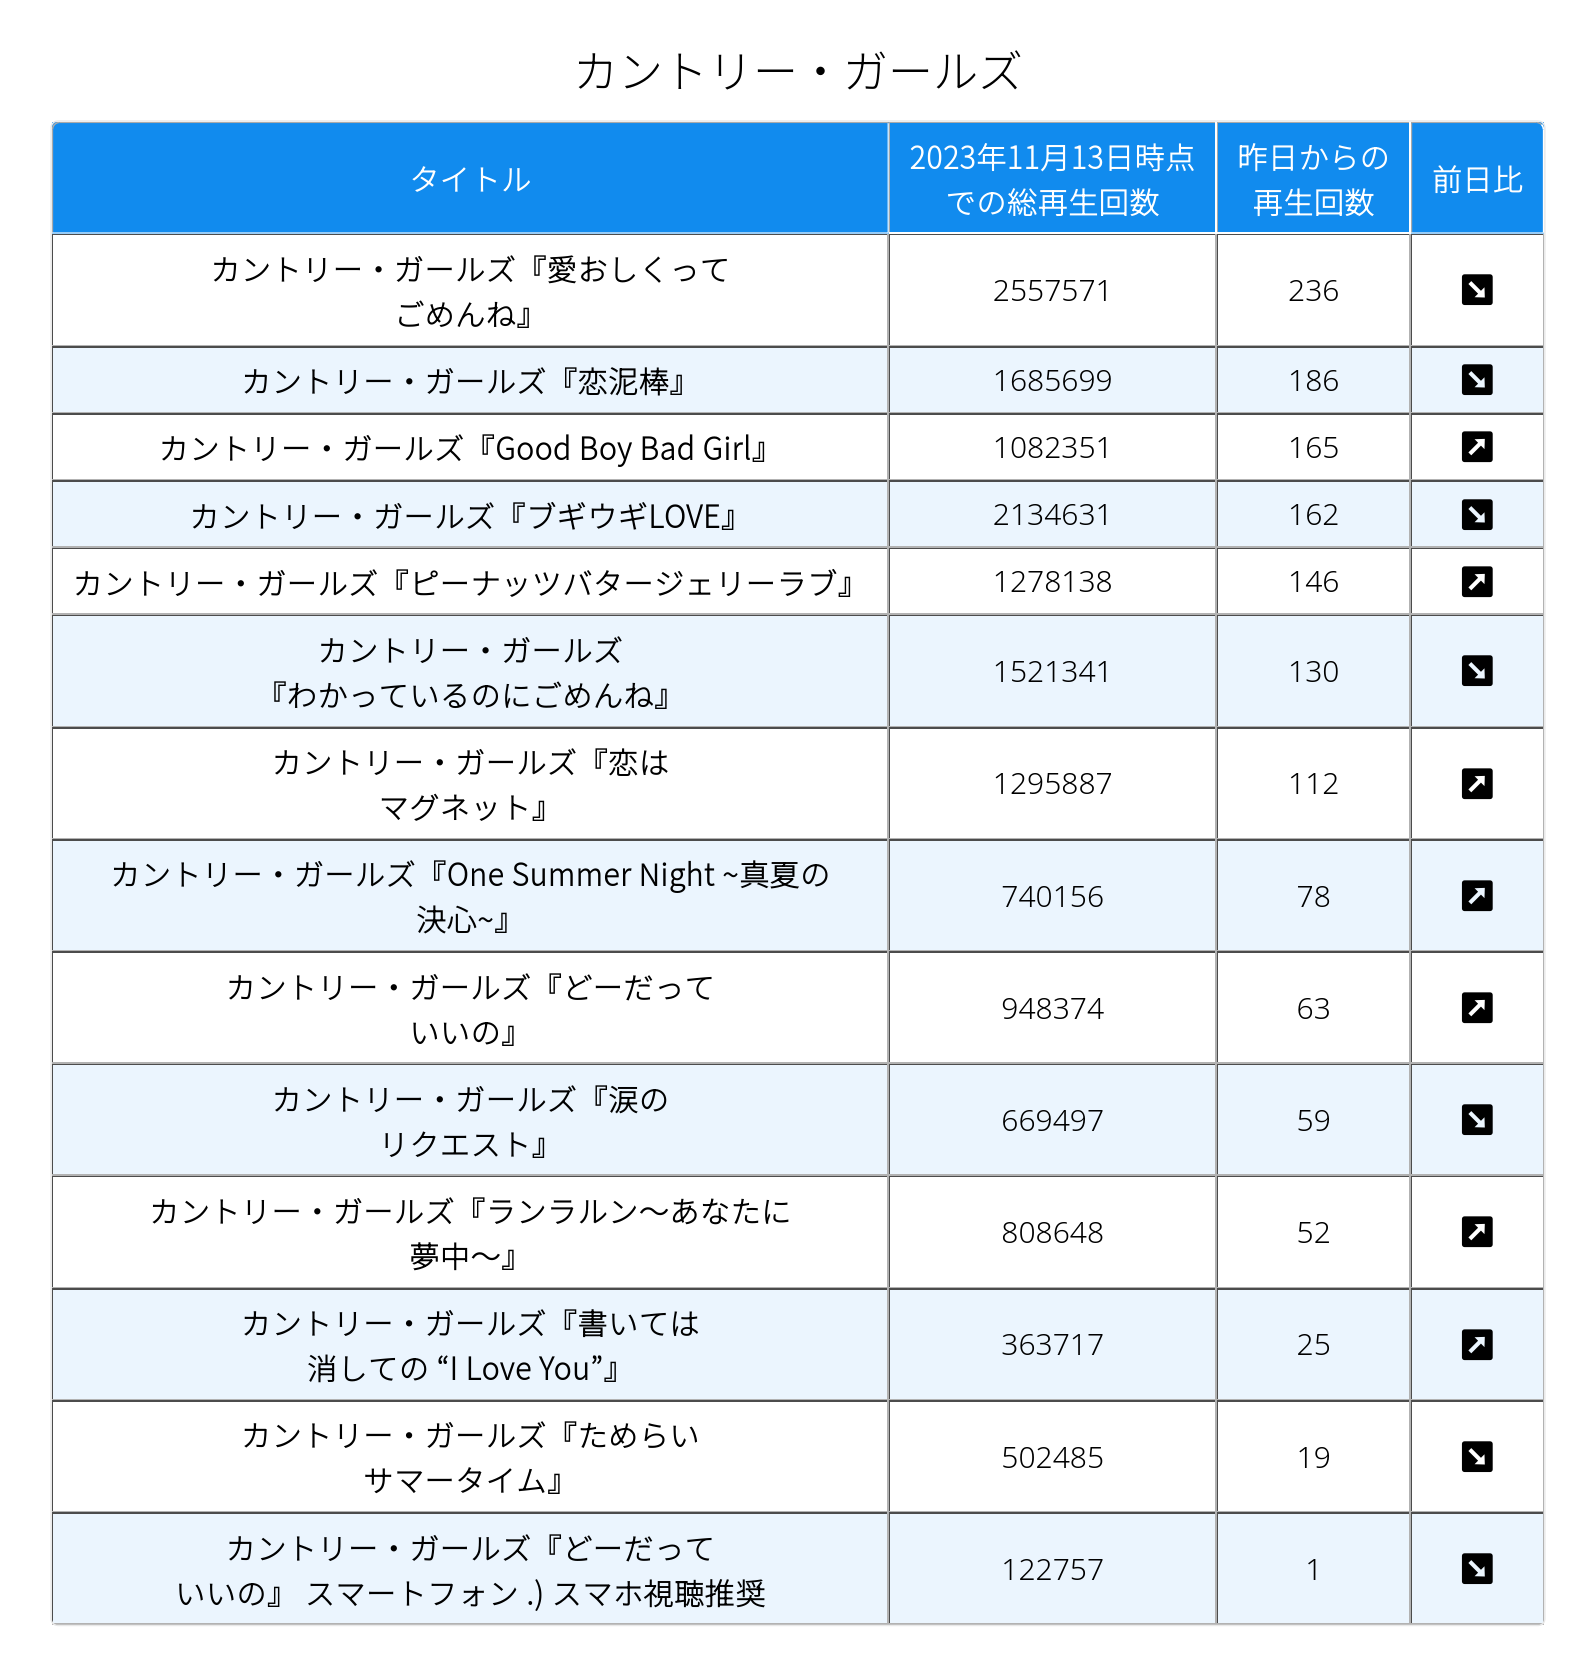 カントリー・ガールズ
タイトル
2023年11月13日時点
での総再生回数
昨日からの
再生回数
前日比
カントリー・ガールズ『愛おしくって
ごめんね』
2557571
236
カントリー・ガールズ『恋泥棒』
1685699
186
カントリー・ガールズ『Good Boy Bad Girl』
1082351
165
カントリー・ガールズ『ブギウギLOVE』
2134631
162
カントリー・ガールズ『ピーナッツバタージェリーラブ』
1278138
146
カントリー・ガールズ
『わかっているのにごめんね』
1521341
130
カントリー・ガールズ『恋は
マグネット』
1295887
112
カントリー・ガールズ『One Summer Night ~真夏の
決心~』
740156
78
カントリー・ガールズ『どーだって
いいの』
948374
63
カントリー・ガールズ『涙の
リクエスト』
669497
59
カントリー・ガールズ『ランラルン〜あなたに
夢中〜』
808648
52
カントリー・ガールズ『書いては
消しての “I Love You”』
363717
25
カントリー・ガールズ『ためらい
サマータイム』
502485
19
カントリー・ガールズ『どーだって
いいの』 スマートフォン .) スマホ視聴推奨
122757
1